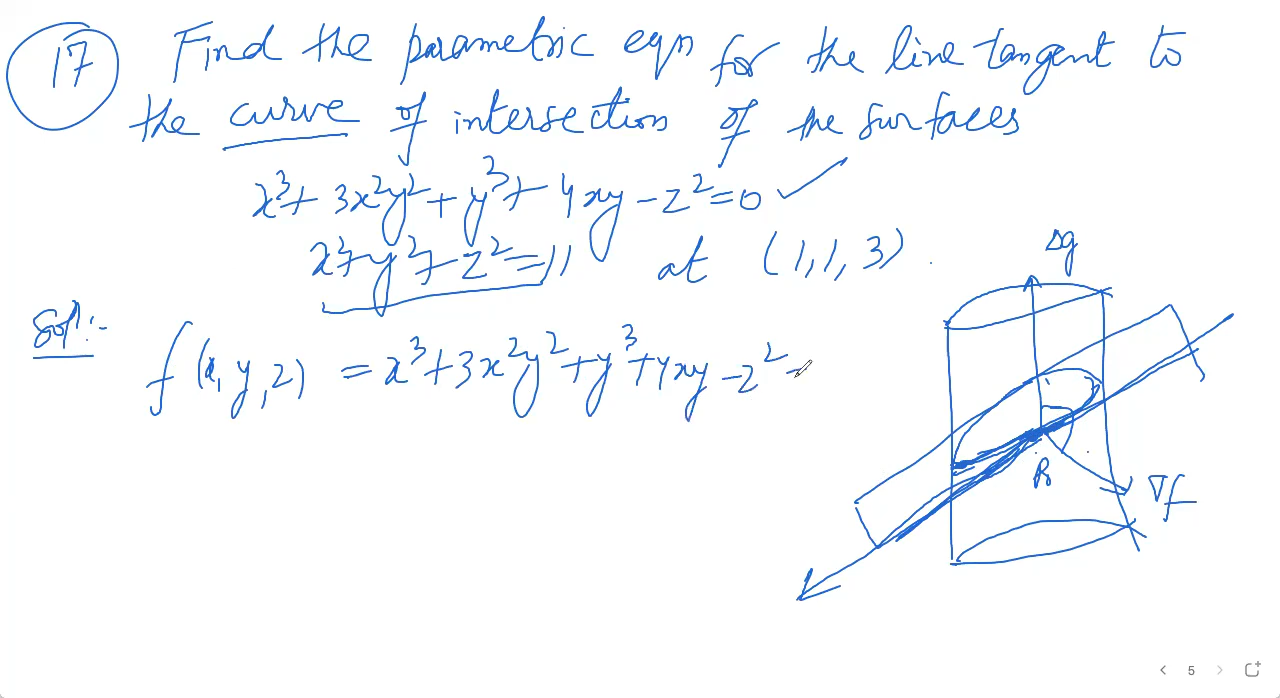 17 Find the parametric eqn for the line tangent to
the curve of intersection of the surfaces
x³ + 3x²y² + y³ + 4xy - z² = 0 ✓
x² + y² + z² = 11 at (1,1,3).
Sol:-
f(x,y,z) = x³ + 3x²y² + y³ + 4xy - z² =
Δg
P₀
∇f
< 5 >